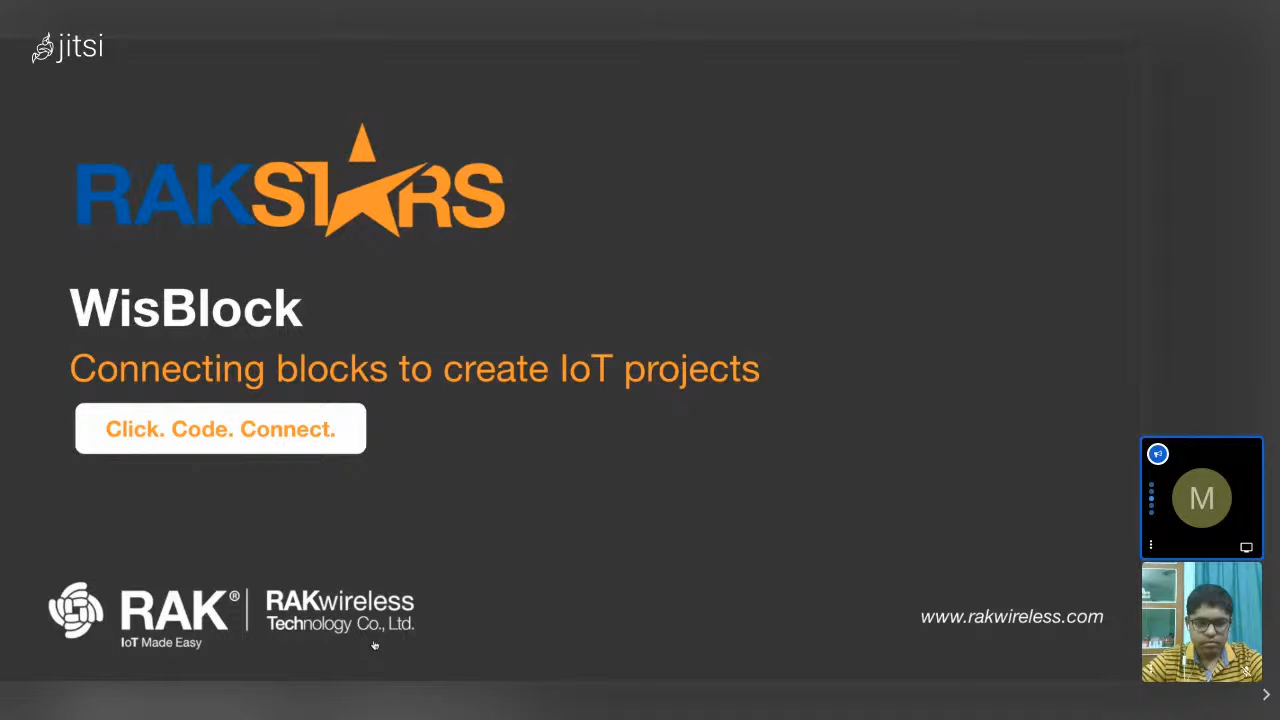 jitsi
RAKSTARS
WisBlock
Connecting blocks to create IoT projects
Click. Code. Connect.
M
RAK® | RAKwireless
Technology Co., Ltd.
IoT Made Easy
www.rakwireless.com